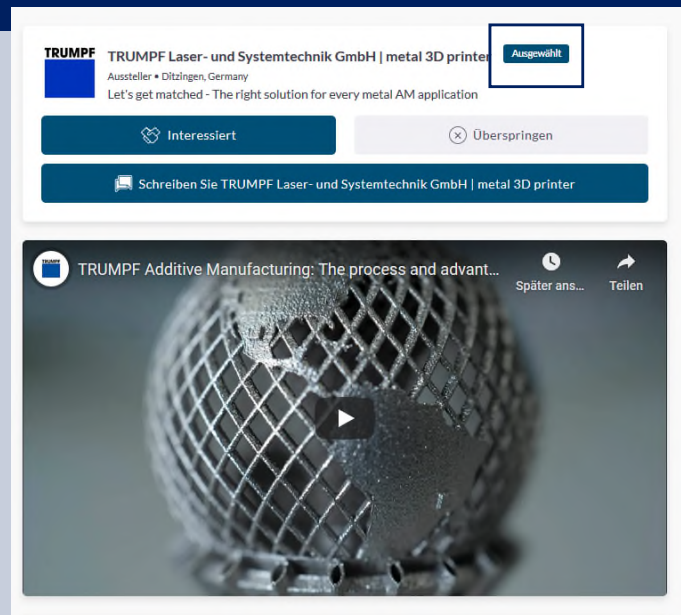 TRUMPF
TRUMPF Laser- und Systemtechnik GmbH | metal 3D printer
Ausgewählt
Aussteller • Ditzingen, Germany
Let's get matched - The right solution for every metal AM application
Interessiert
Überspringen
Schreiben Sie TRUMPF Laser- und Systemtechnik GmbH | metal 3D printer
TRUMPF
TRUMPF Additive Manufacturing: The process and advant...
Später ans...
Teilen